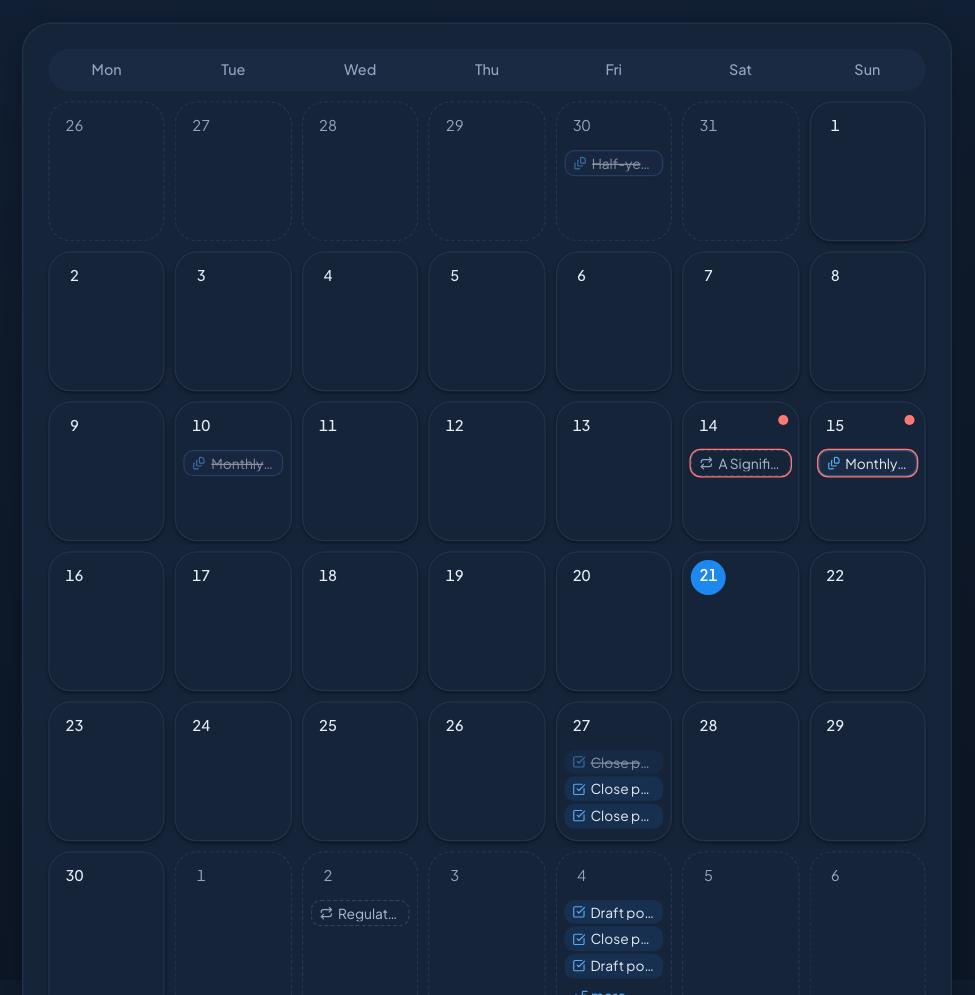 Mon Tue Wed Thu Fri Sat Sun
26 27 28 29 30 31 1
Half-ye...
2 3 4 5 6 7 8
9 10 11 12 13 14 15
Monthly... A Signifi... Monthly...
16 17 18 19 20 21 22
23 24 25 26 27 28 29
Close p...
Close p...
Close p...
30 1 2 3 4 5 6
Regulat... Draft po...
Close p...
Draft po...